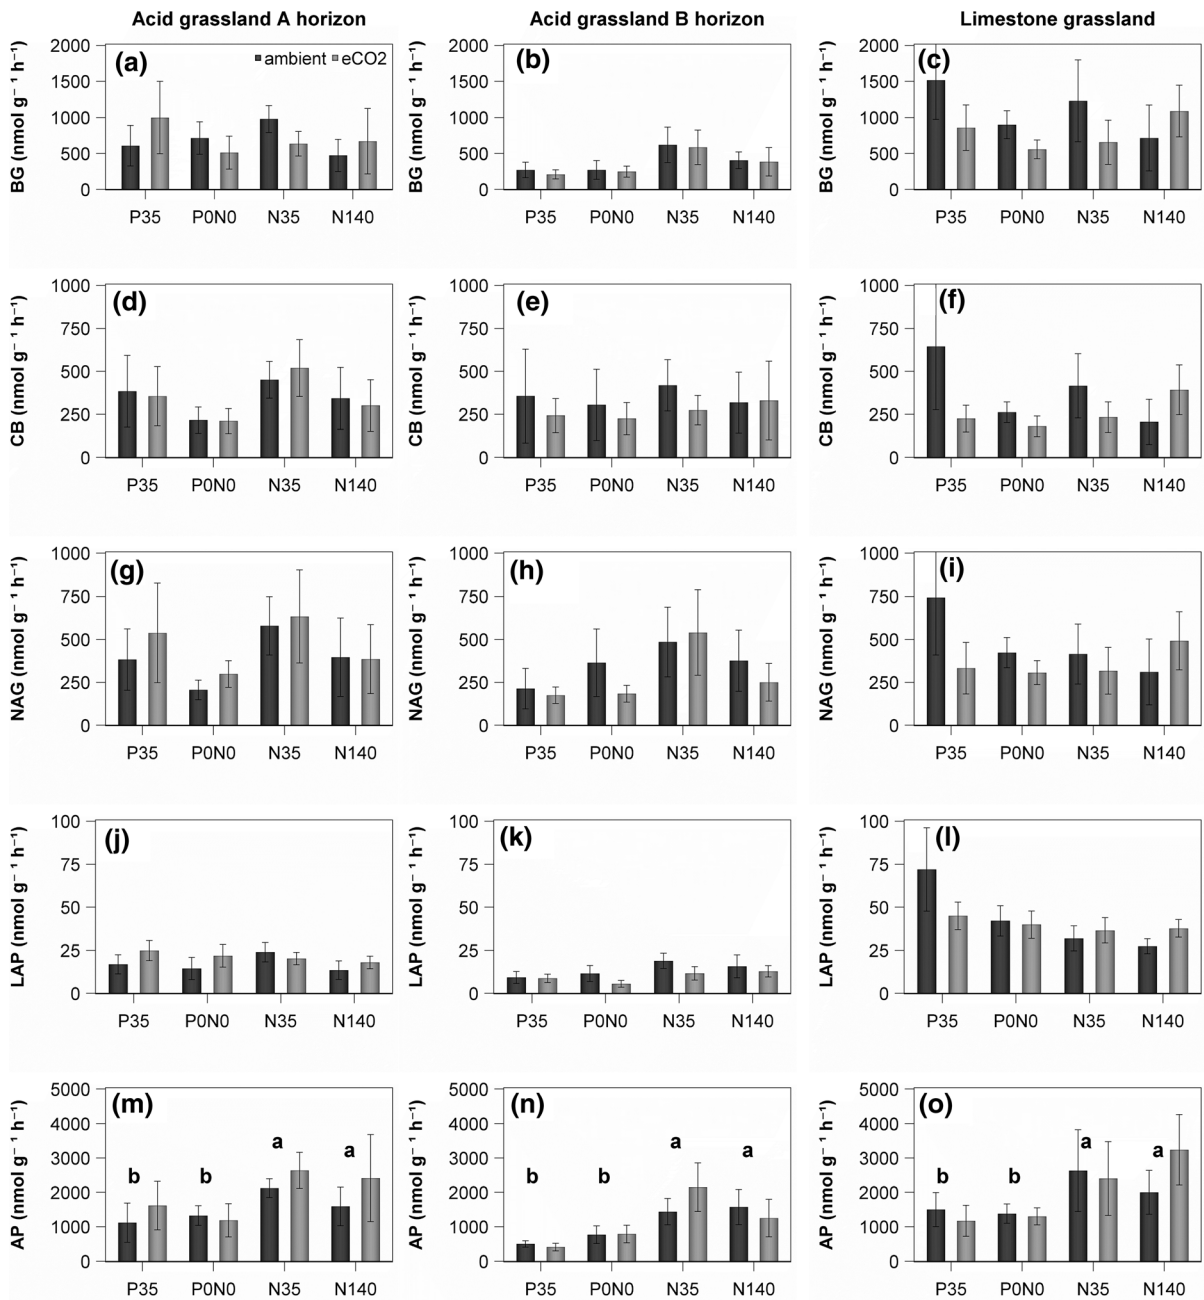 Acid grassland A horizon Acid grassland B horizon Limestone grassland
(a) ■ambient ■eCO2
BG (nmol g⁻¹ h⁻¹)
2000
1500
1000
500
0
P35 P0N0 N35 N140
(b)
BG (nmol g⁻¹ h⁻¹)
2000
1500
1000
500
0
P35 P0N0 N35 N140
(c)
BG (nmol g⁻¹ h⁻¹)
2000
1500
1000
500
0
P35 P0N0 N35 N140
(d)
CB (nmol g⁻¹ h⁻¹)
1000
750
500
250
0
P35 P0N0 N35 N140
(e)
CB (nmol g⁻¹ h⁻¹)
1000
750
500
250
0
P35 P0N0 N35 N140
(f)
CB (nmol g⁻¹ h⁻¹)
1000
750
500
250
0
P35 P0N0 N35 N140
(g)
NAG (nmol g⁻¹ h⁻¹)
1000
750
500
250
0
P35 P0N0 N35 N140
(h)
NAG (nmol g⁻¹ h⁻¹)
1000
750
500
250
0
P35 P0N0 N35 N140
(i)
NAG (nmol g⁻¹ h⁻¹)
1000
750
500
250
0
P35 P0N0 N35 N140
(j)
LAP (nmol g⁻¹ h⁻¹)
100
75
50
25
0
P35 P0N0 N35 N140
(k)
LAP (nmol g⁻¹ h⁻¹)
100
75
50
25
0
P35 P0N0 N35 N140
(l)
LAP (nmol g⁻¹ h⁻¹)
100
75
50
25
0
P35 P0N0 N35 N140
(m)
AP (nmol g⁻¹ h⁻¹)
5000
4000
3000
2000
1000
0
b b a a
P35 P0N0 N35 N140
(n)
AP (nmol g⁻¹ h⁻¹)
5000
4000
3000
2000
1000
0
b b a a
P35 P0N0 N35 N140
(o)
AP (nmol g⁻¹ h⁻¹)
5000
4000
3000
2000
1000
0
b b a a
P35 P0N0 N35 N140